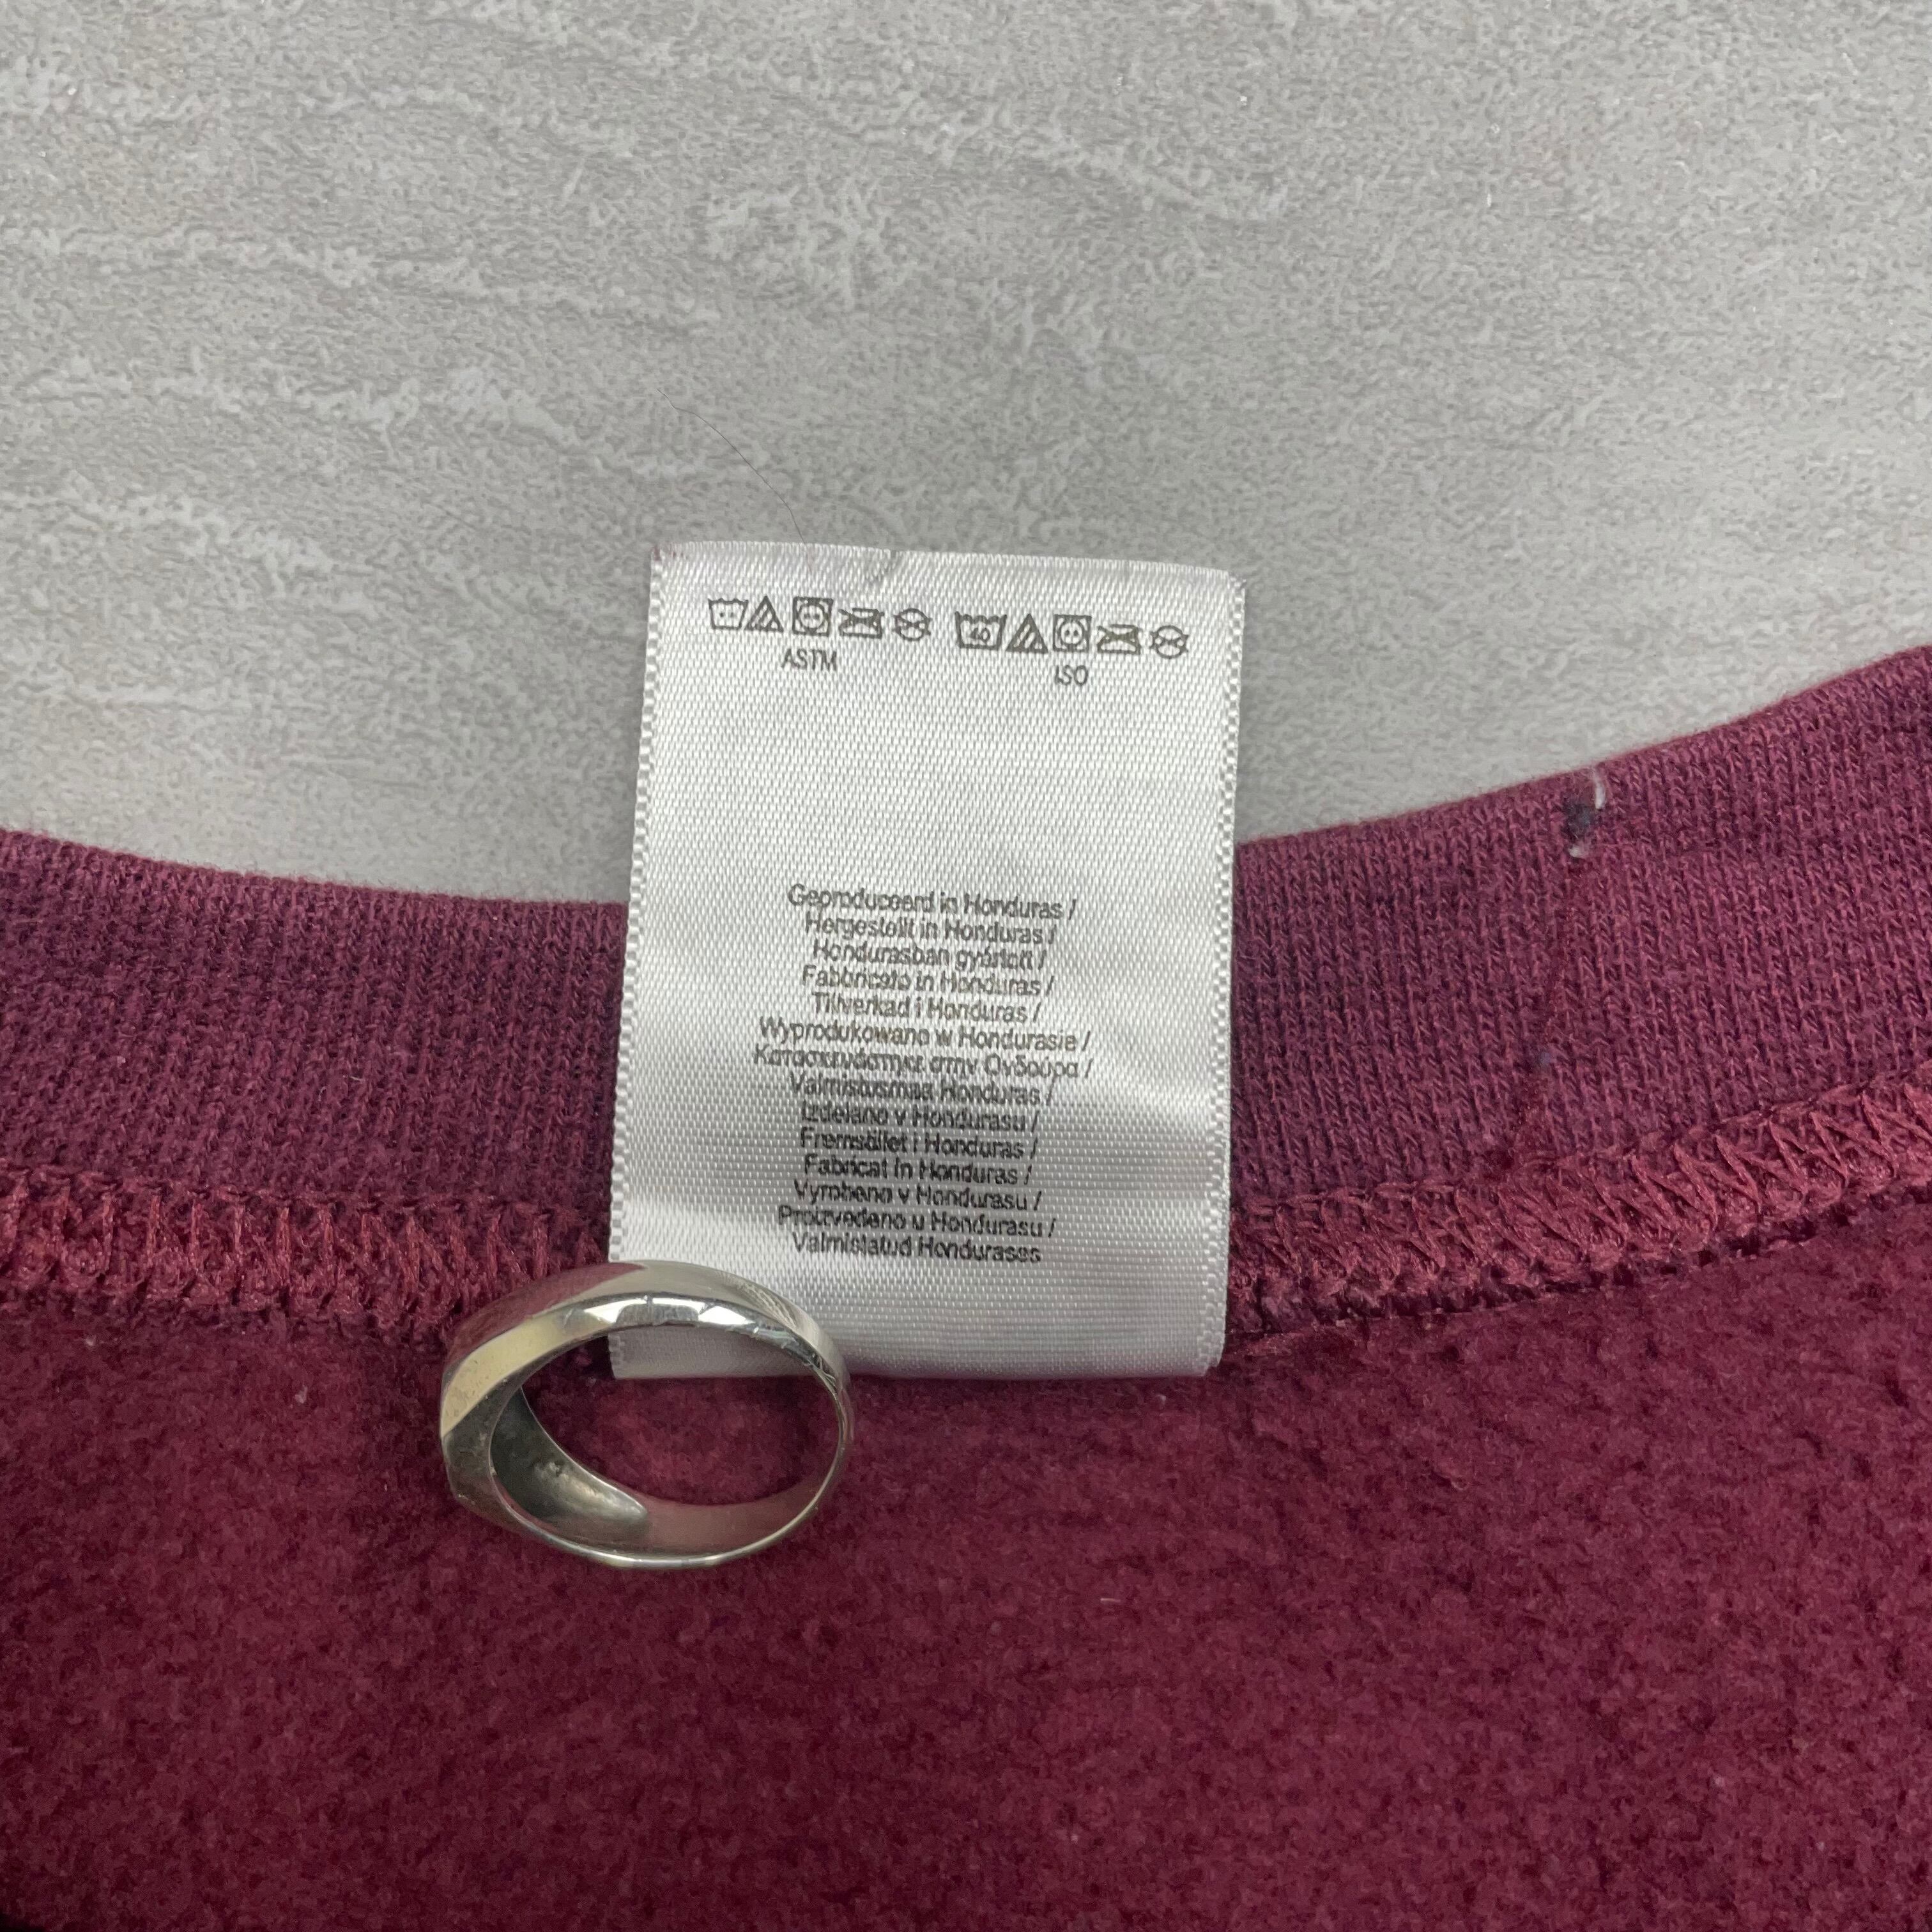 40
ASTM ISO
Geproduceerd in Honduras /
Hergestellt in Honduras /
Hondurasban gyártott /
Fabbricato in Honduras /
Tillverkad i Honduras /
Wyprodukowano w Hondurasie /
Κατασκευάστηκε στην Ονδούρα /
Valmistusmaa Honduras /
Izdelano v Hondurasu /
Fremstillet i Honduras /
Fabricat în Honduras /
Vyrobeno v Hondurasu /
Proizvedeno u Hondurasu /
Valmistatud Hondurases